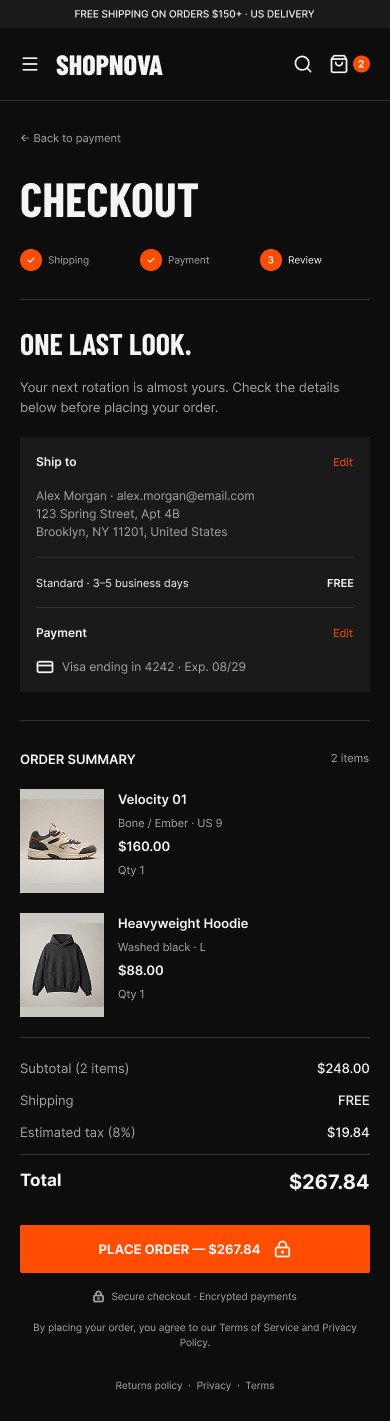 FREE SHIPPING ON ORDERS $150+ · US DELIVERY
SHOPNOVA
2
← Back to payment
CHECKOUT
Shipping
Payment
3 Review
ONE LAST LOOK.
Your next rotation is almost yours. Check the details
below before placing your order.
Ship to Edit
Alex Morgan · alex.morgan@email.com
123 Spring Street, Apt 4B
Brooklyn, NY 11201, United States
Standard · 3–5 business days FREE
Payment Edit
Visa ending in 4242 · Exp. 08/29
ORDER SUMMARY 2 items
Velocity 01
Bone / Ember · US 9
$160.00
Qty 1
Heavyweight Hoodie
Washed black · L
$88.00
Qty 1
Subtotal (2 items) $248.00
Shipping FREE
Estimated tax (8%) $19.84
Total $267.84
PLACE ORDER — $267.84
Secure checkout · Encrypted payments
By placing your order, you agree to our Terms of Service and Privacy
Policy.
Returns policy · Privacy · Terms